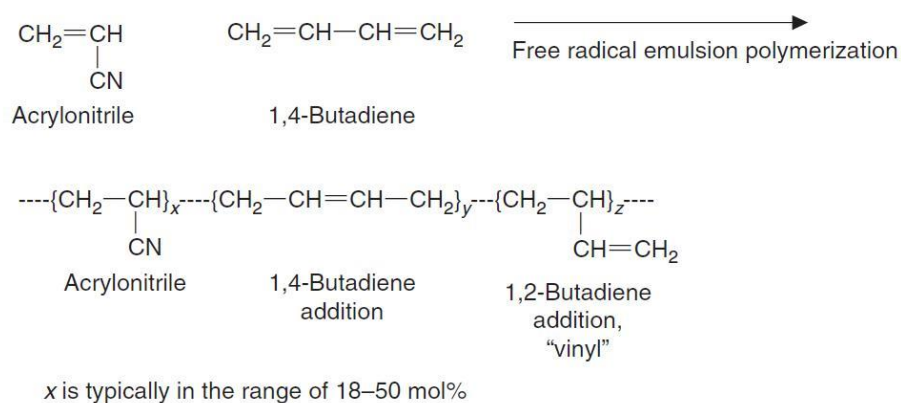 CH₂=CH CH₂=CH—CH=CH₂
CN
Free radical emulsion polymerization
Acrylonitrile 1,4-Butadiene
----{CH₂—CH}ₓ----{CH₂—CH=CH—CH₂}ᵧ---{CH₂—CH}_z----
CN CH=CH₂
Acrylonitrile 1,4-Butadiene
addition
1,2-Butadiene
addition,
“vinyl”
x is typically in the range of 18–50 mol%